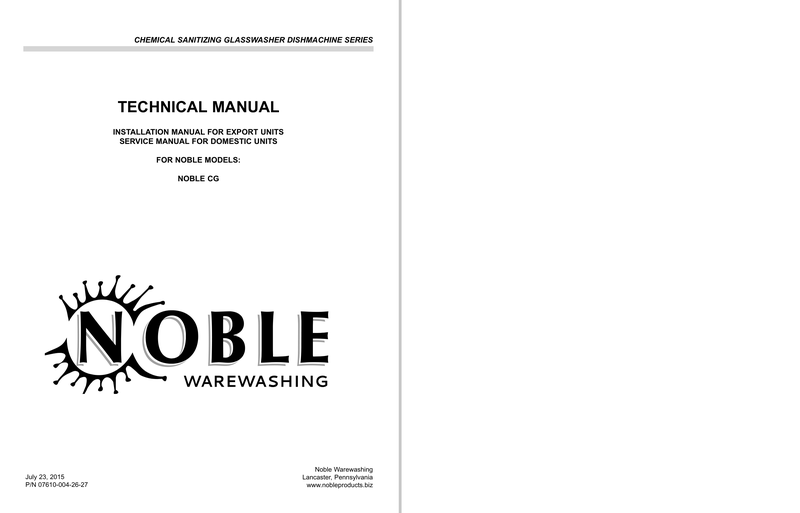 CHEMICAL SANITIZING GLASSWASHER DISHMACHINE SERIES
TECHNICAL MANUAL
INSTALLATION MANUAL FOR EXPORT UNITS
SERVICE MANUAL FOR DOMESTIC UNITS
FOR NOBLE MODELS:
NOBLE CG
NOBLE
WAREWASHING
July 23, 2015
P/N 07610-004-26-27
Noble Warewashing
Lancaster, Pennsylvania
www.nobleproducts.biz